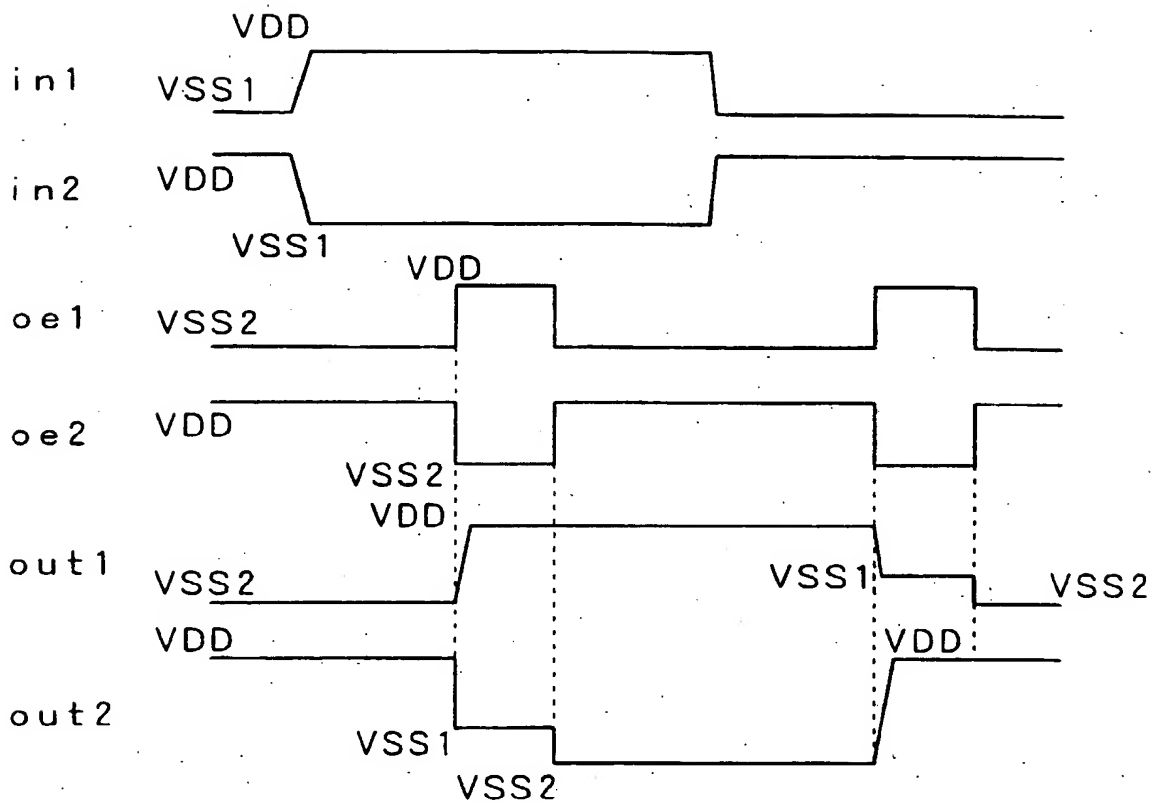 VDD
in1 VSS1
in2 VDD
VSS1
VDD
oe1 VSS2
oe2 VDD
VSS2
VDD
out1 VSS2 VSS1 VSS2
VDD VDD
out2 VSS1
VSS2